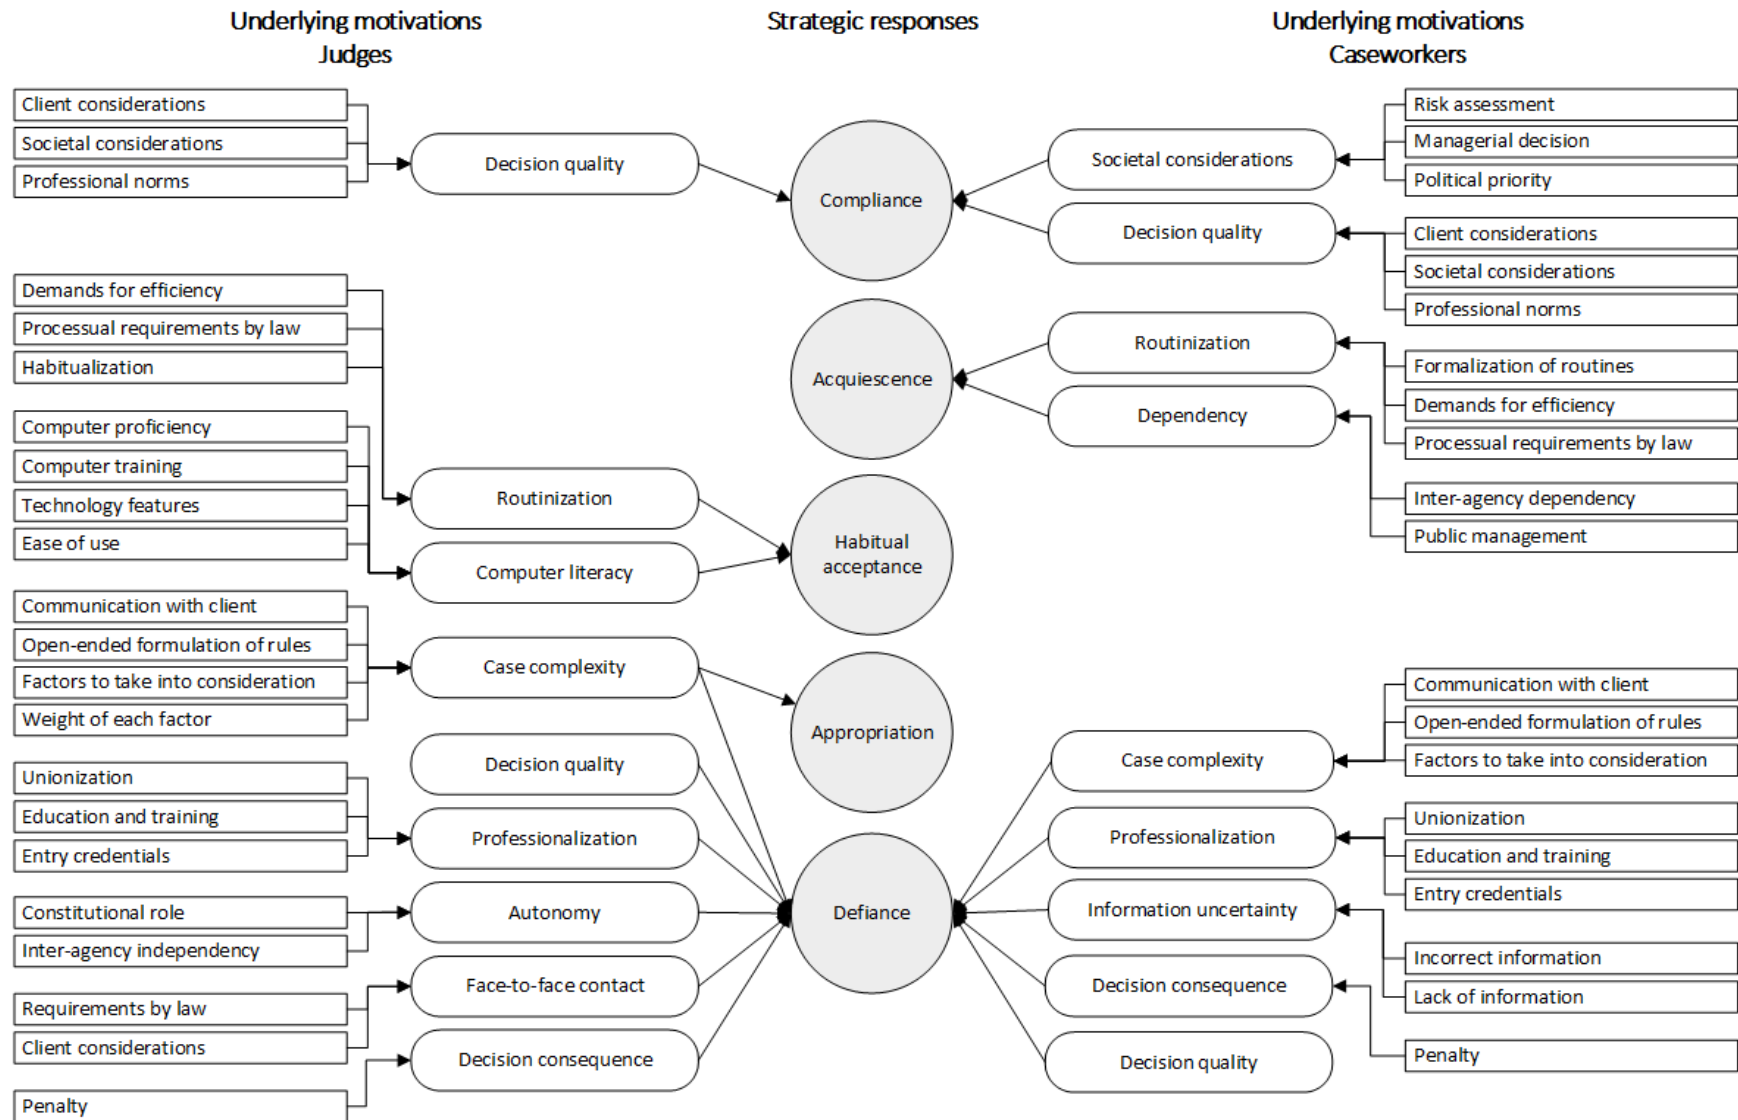 Underlying motivations
Judges
Strategic responses
Underlying motivations
Caseworkers
Client considerations
Societal considerations
Professional norms
Demands for efficiency
Processual requirements by law
Habitualization
Computer proficiency
Computer training
Technology features
Ease of use
Communication with client
Open-ended formulation of rules
Factors to take into consideration
Weight of each factor
Unionization
Education and training
Entry credentials
Constitutional role
Inter-agency independency
Requirements by law
Client considerations
Penalty
Decision quality
Routinization
Computer literacy
Case complexity
Decision quality
Professionalization
Autonomy
Face-to-face contact
Decision consequence
Compliance
Acquiescence
Habitual
acceptance
Appropriation
Defiance
Societal considerations
Decision quality
Routinization
Dependency
Case complexity
Professionalization
Information uncertainty
Decision consequence
Decision quality
Risk assessment
Managerial decision
Political priority
Client considerations
Societal considerations
Professional norms
Formalization of routines
Demands for efficiency
Processual requirements by law
Inter-agency dependency
Public management
Communication with client
Open-ended formulation of rules
Factors to take into consideration
Unionization
Education and training
Entry credentials
Incorrect information
Lack of information
Penalty